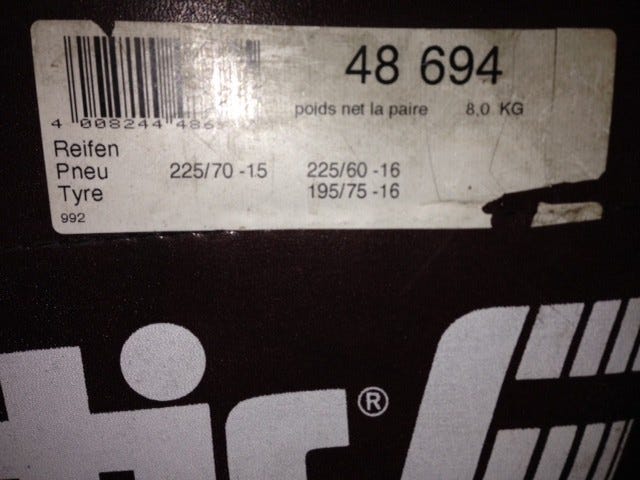 48 694
poids net la paire 8,0 KG
4 008244 486
Reifen
Pneu 225/70 -15 225/60 -16
Tyre 195/75 -16
992
®